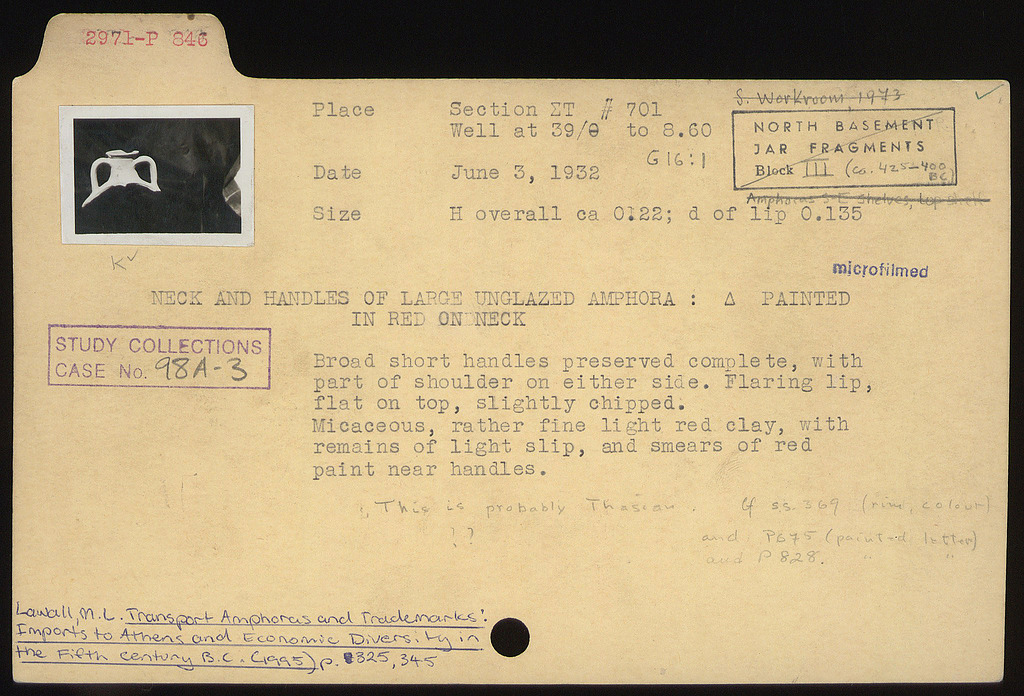 2971-P 846
Place Section ΣΤ # 701
Well at 39/Θ to 8.60
G 16:1
Date June 3, 1932
Size H overall ca 0.22; d of lip 0.135
S. Workroom, 1973
NORTH BASEMENT
JAR FRAGMENTS
Block III (ca. 425-400 BC)
Amphoras S E Shelves, top shelf
K
microfilmed
NECK AND HANDLES OF LARGE UNGLAZED AMPHORA : Δ PAINTED
IN RED ON NECK
STUDY COLLECTIONS
CASE No. 98A-3
Broad short handles preserved complete, with
part of shoulder on either side. Flaring lip,
flat on top, slightly chipped.
Micaceous, rather fine light red clay, with
remains of light slip, and smears of red
paint near handles.
This is probably Thasian. Cf ss. 369 (rim, colour)
?? and P675 (painted letter)
and P 828. " "
Lawall, M.L. Transport Amphoras and Trademarks:
Imports to Athens and Economic Diversity in
the Fifth Century B.C. (1995) p. 325, 345